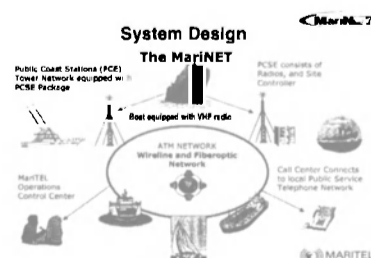 MariNET
System Design
The MariNET
Public Coast Stations (PCE)
Tower Network equipped with
PCSE Package
PCSE consists of
Radios, and Site
Controller
Boat equipped with VHF radio
ATH NETWORK
Wireline and Fiberoptic
Network
MariTEL
Operations
Control Center
Call Center Connects
to local Public Service
Telephone Network
MARITEL